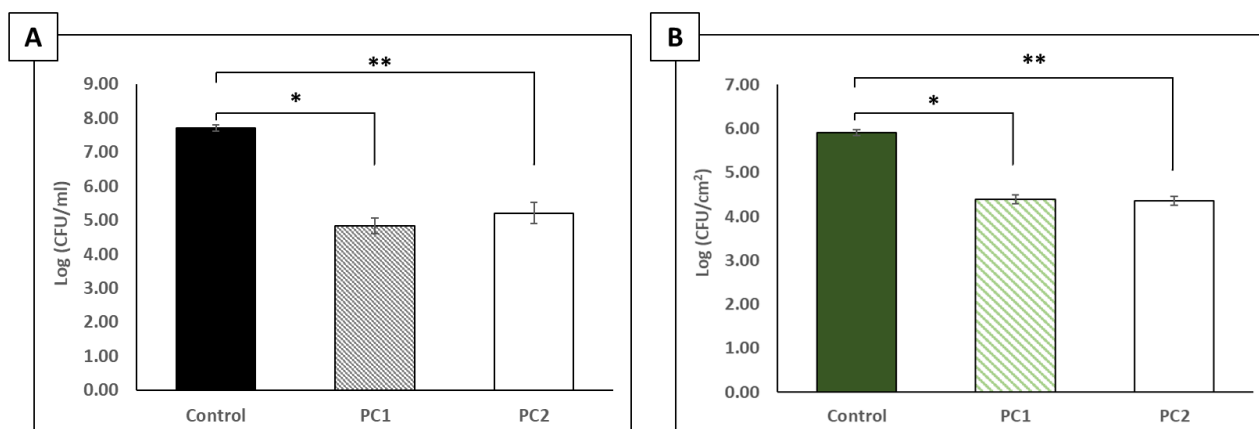 A
**
*
9.00
8.00
7.00
6.00
5.00
4.00
3.00
2.00
1.00
0.00
Log (CFU/ml)
Control
PC1
PC2
B
**
*
7.00
6.00
5.00
4.00
3.00
2.00
1.00
0.00
Log (CFU/cm²)
Control
PC1
PC2